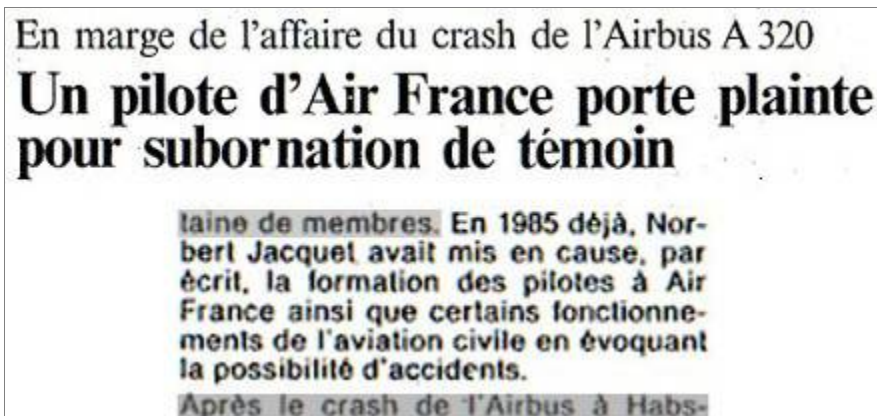 En marge de l'affaire du crash de l'Airbus A 320
Un pilote d'Air France porte plainte
pour subornation de témoin
taine de membres. En 1985 déjà, Nor-
bert Jacquet avait mis en cause, par
écrit, la formation des pilotes à Air
France ainsi que certains fonctionne-
ments de l'aviation civile en évoquant
la possibilité d'accidents.
Après le crash de l'Airbus à Habs-